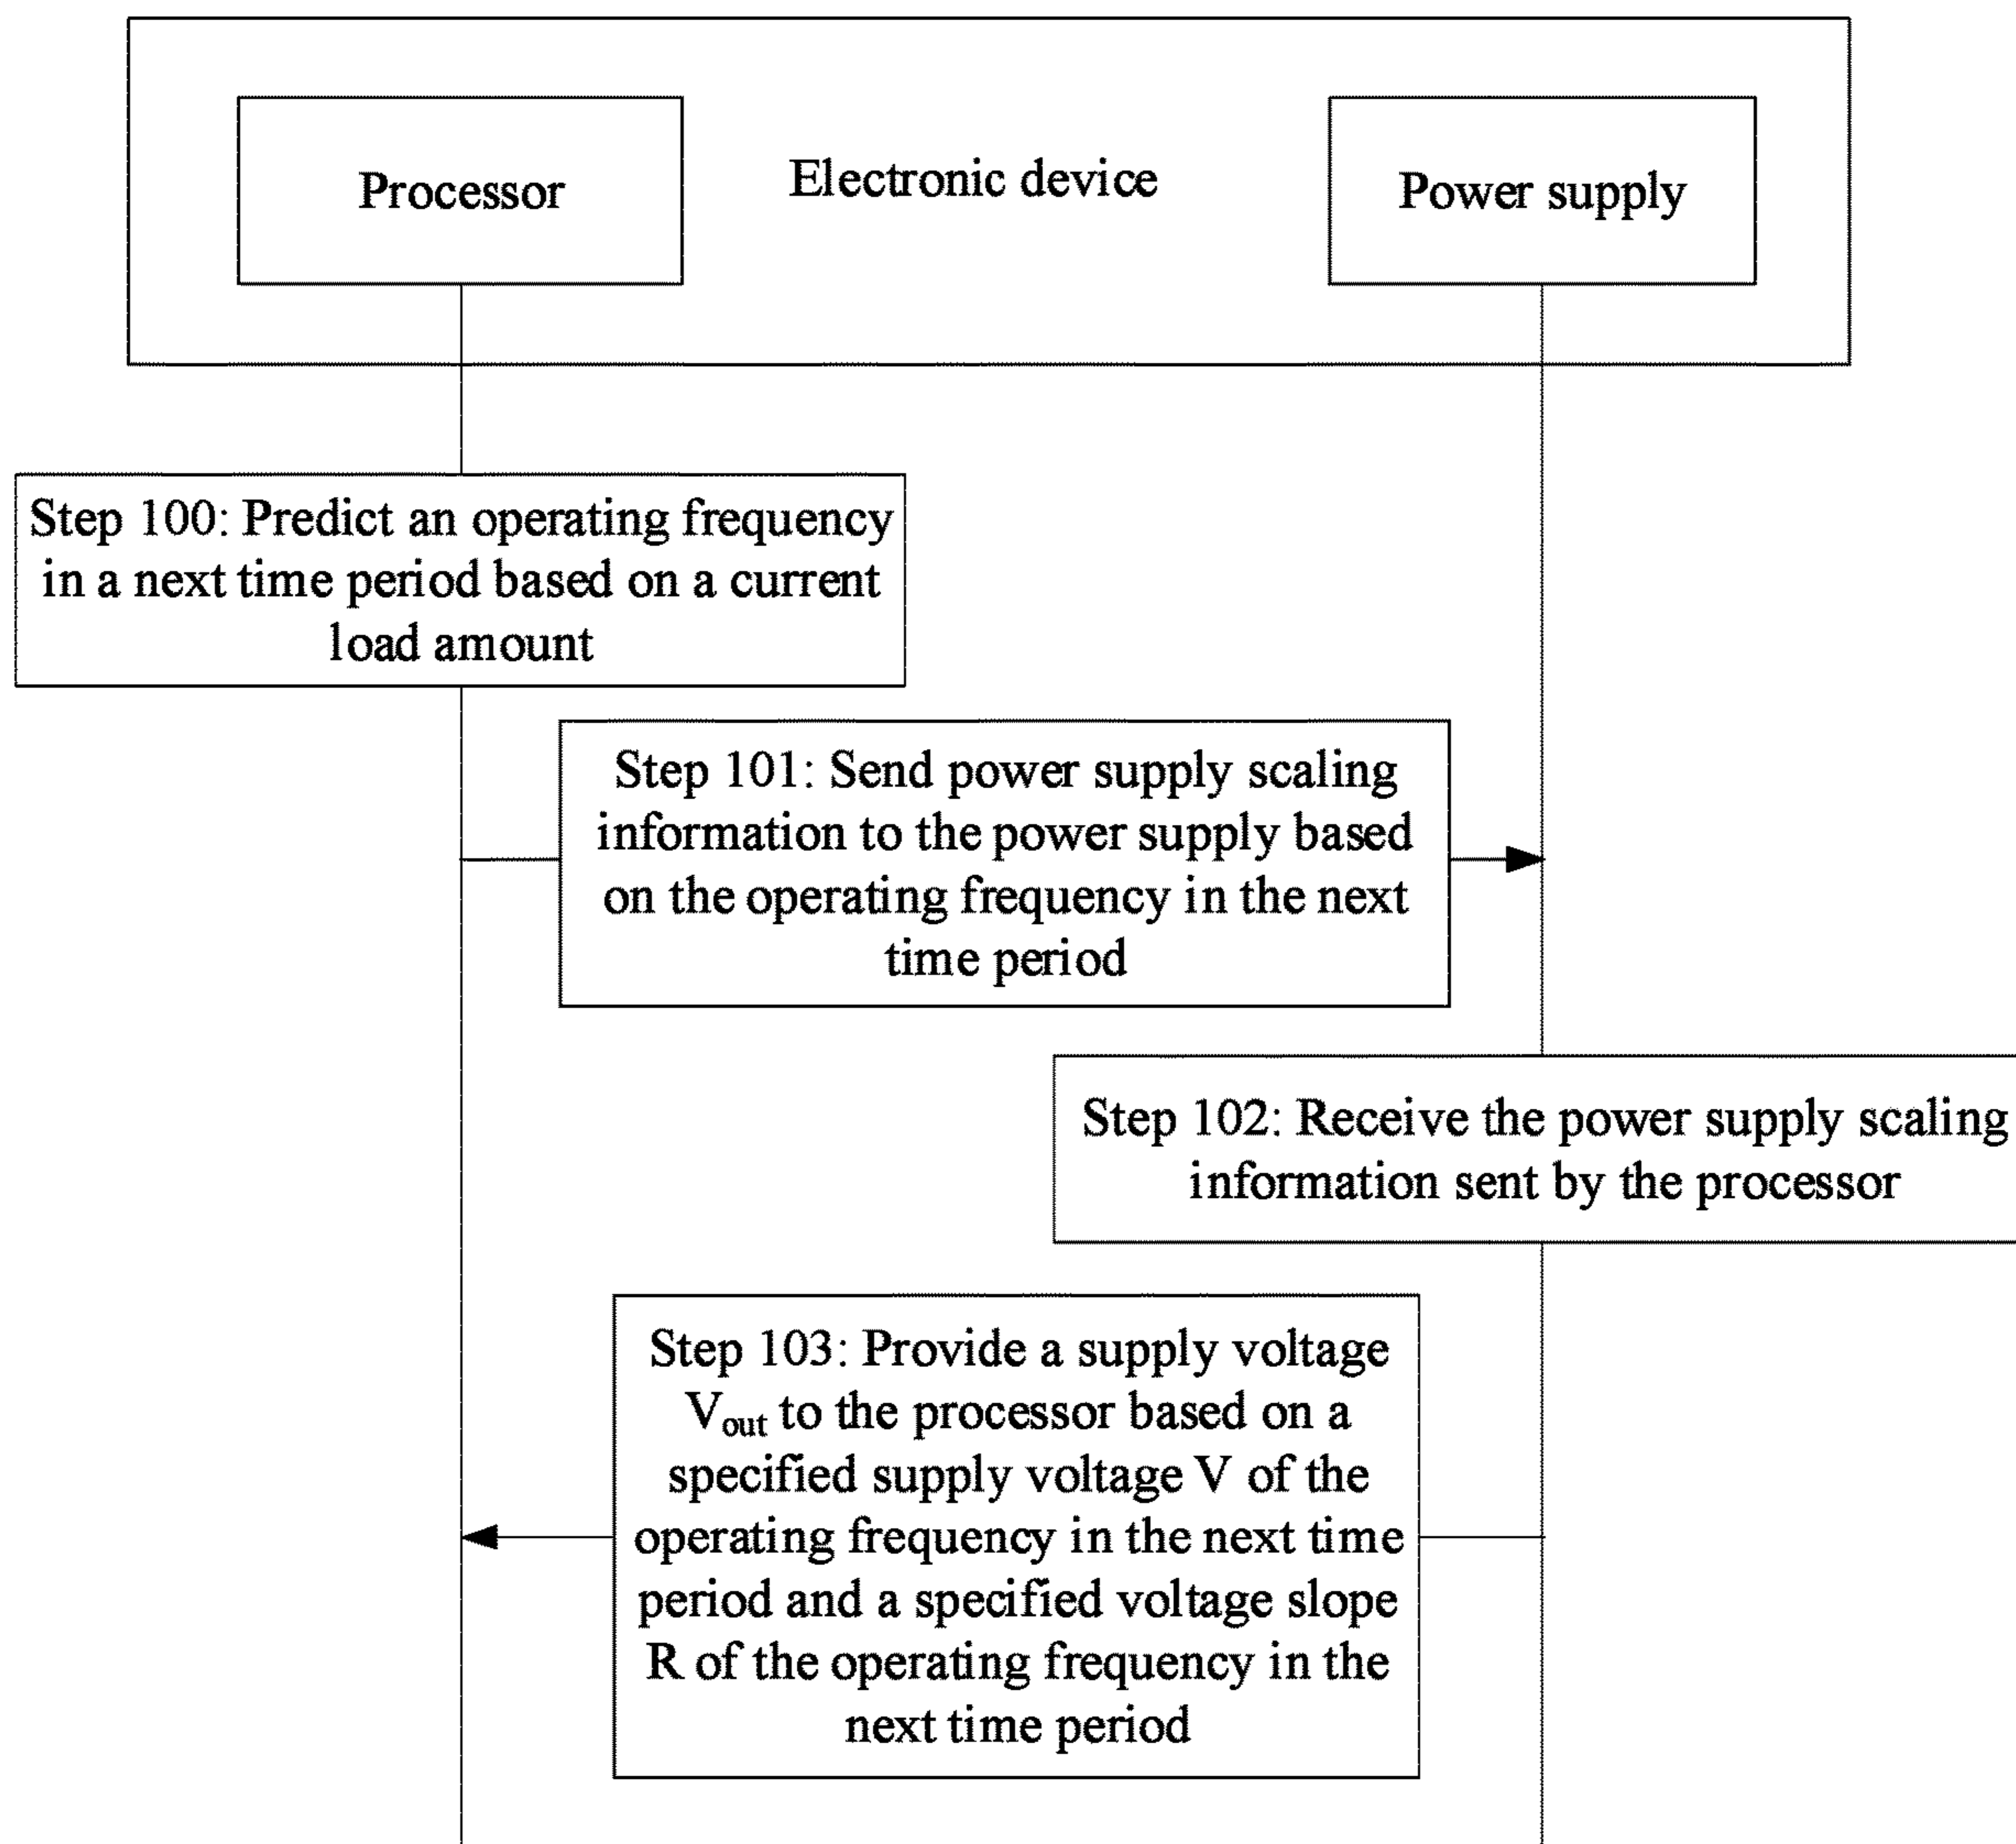 Processor
Electronic device
Power supply
Step 100: Predict an operating frequency
in a next time period based on a current
load amount
Step 101: Send power supply scaling
information to the power supply based
on the operating frequency in the next
time period
Step 102: Receive the power supply scaling
information sent by the processor
Step 103: Provide a supply voltage
Vout to the processor based on a
specified supply voltage V of the
operating frequency in the next time
period and a specified voltage slope
R of the operating frequency in the
next time period